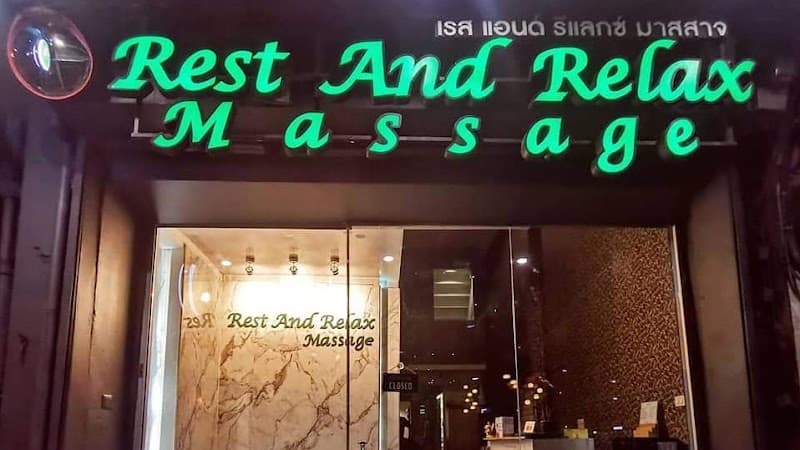 เรส แอนด์ รีแลกซ์ มาสสาจ
Rest And Relax
Massage
Res
Rest And Relax
Massage
CLOSED